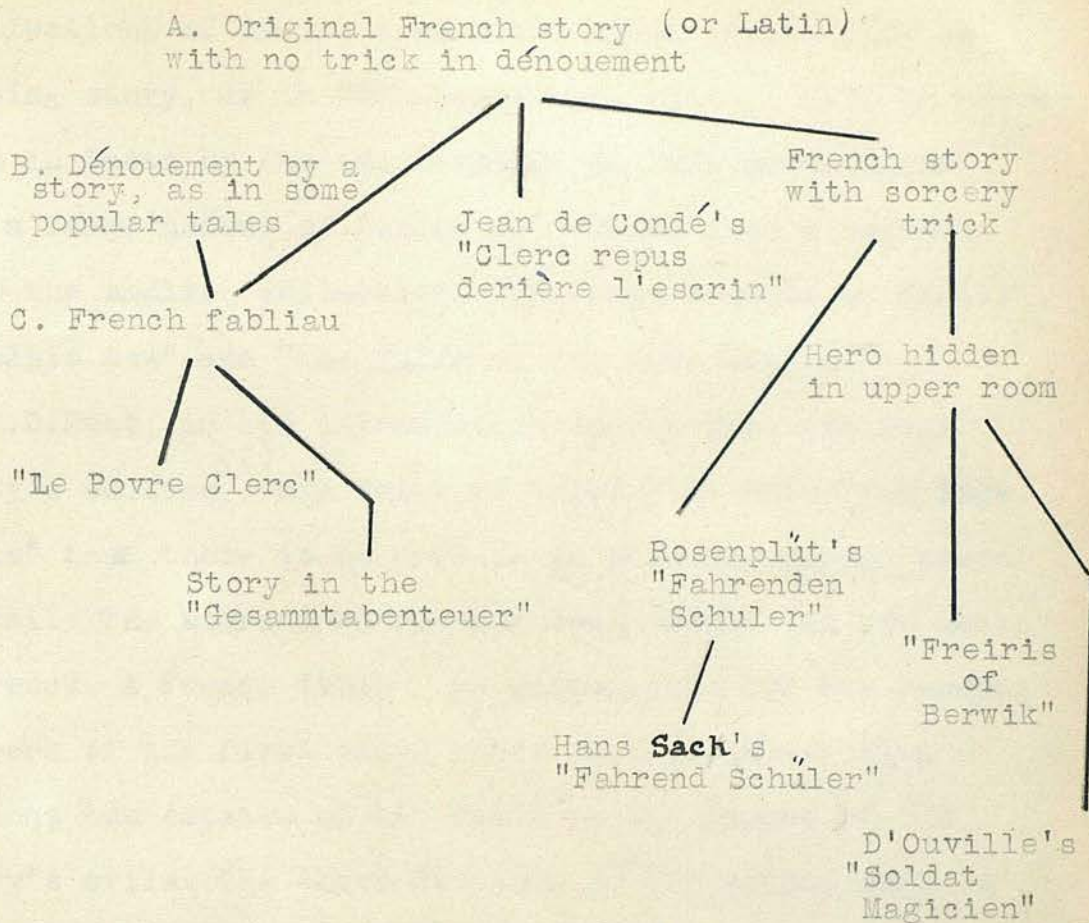 A. Original French story (or Latin)
with no trick in dénouement
B. Dénouement by a
story, as in some
popular tales
Jean de Condé's
"Clerc repus
derière l'escrin"
French story
with sorcery
trick
C. French fabliau
Hero hidden
in upper room
"Le Povre Clerc"
Story in the
"Gesammtabenteuer"
Rosenplüt's
"Fahrenden
Schuler"
"Freiris
of
Berwik"
Hans Sach's
"Fahrend Schüler"
D'Ouville's
"Soldat
Magicien"